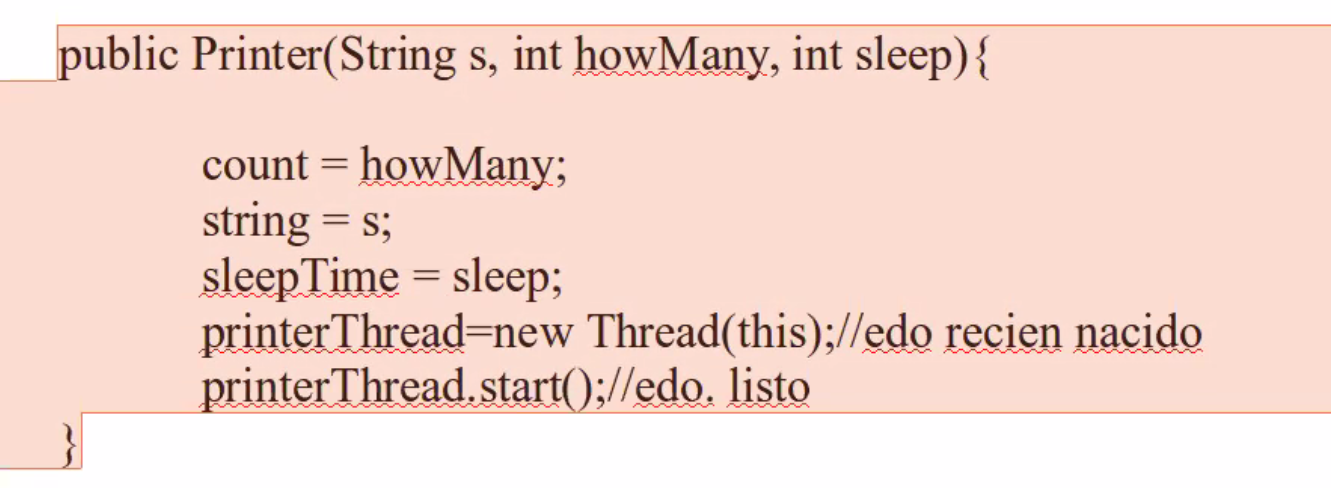 public Printer(String s, int howMany, int sleep){
count = howMany;
string = s;
sleepTime = sleep;
printerThread=new Thread(this);//edo recien nacido
printerThread.start();//edo. listo
}